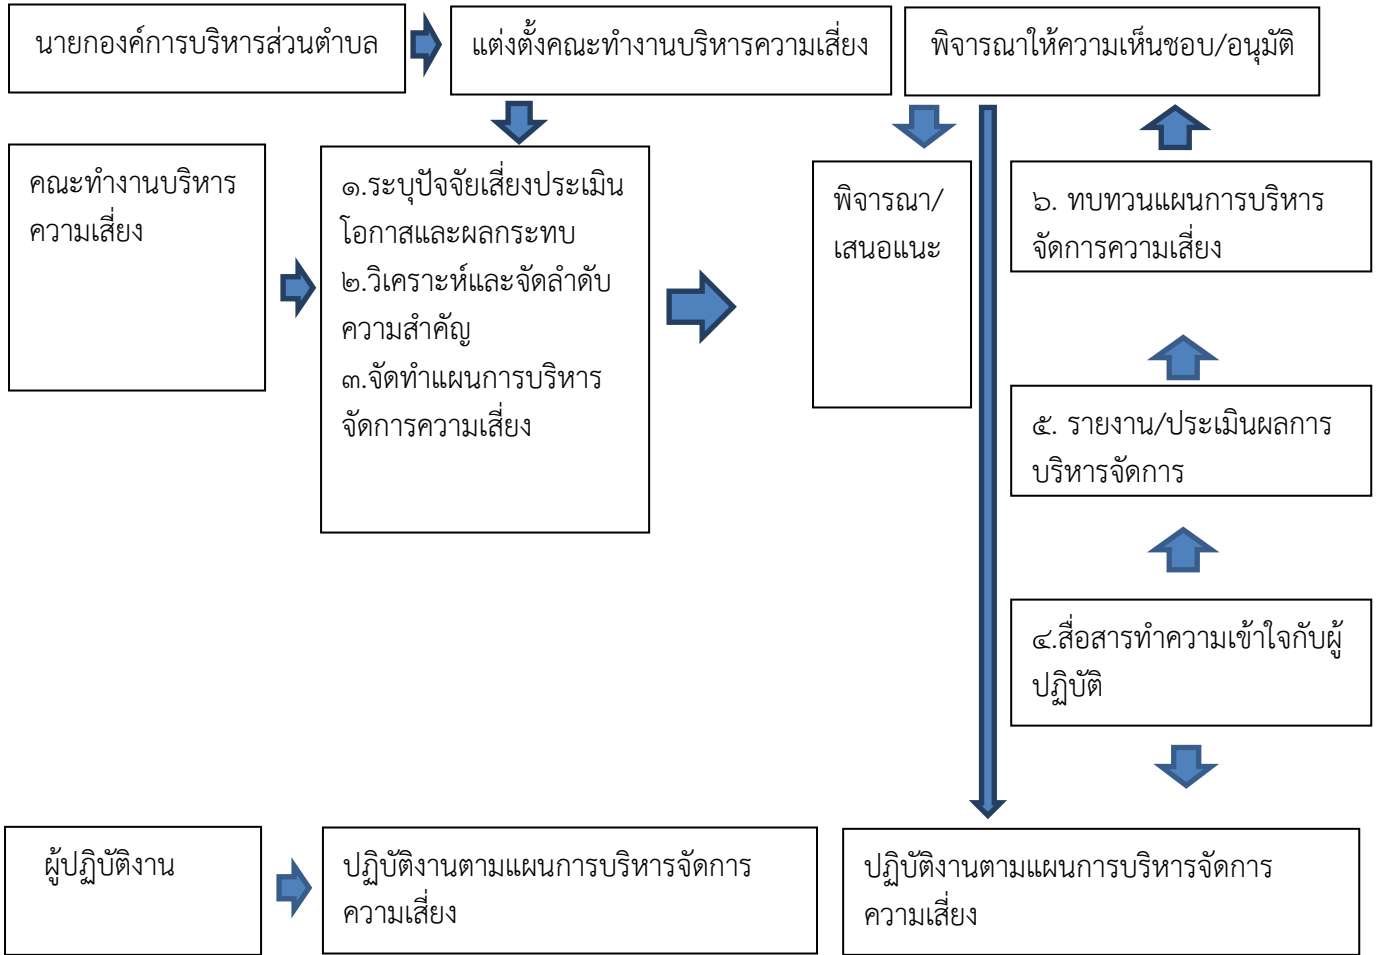 นายกองค์การบริหารส่วนตำบล
แต่งตั้งคณะทำงานบริหารความเสี่ยง
พิจารณาให้ความเห็นชอบ/อนุมัติ
คณะทำงานบริหาร
ความเสี่ยง
๑.ระบุปัจจัยเสี่ยงประเมิน
โอกาสและผลกระทบ
๒.วิเคราะห์และจัดลำดับ
ความสำคัญ
๓.จัดทำแผนการบริหาร
จัดการความเสี่ยง
พิจารณา/
เสนอแนะ
๖. ทบทวนแผนการบริหาร
จัดการความเสี่ยง
๕. รายงาน/ประเมินผลการ
บริหารจัดการ
๔.สื่อสารทำความเข้าใจกับผู้
ปฏิบัติ
ผู้ปฏิบัติงาน
ปฏิบัติงานตามแผนการบริหารจัดการ
ความเสี่ยง
ปฏิบัติงานตามแผนการบริหารจัดการ
ความเสี่ยง